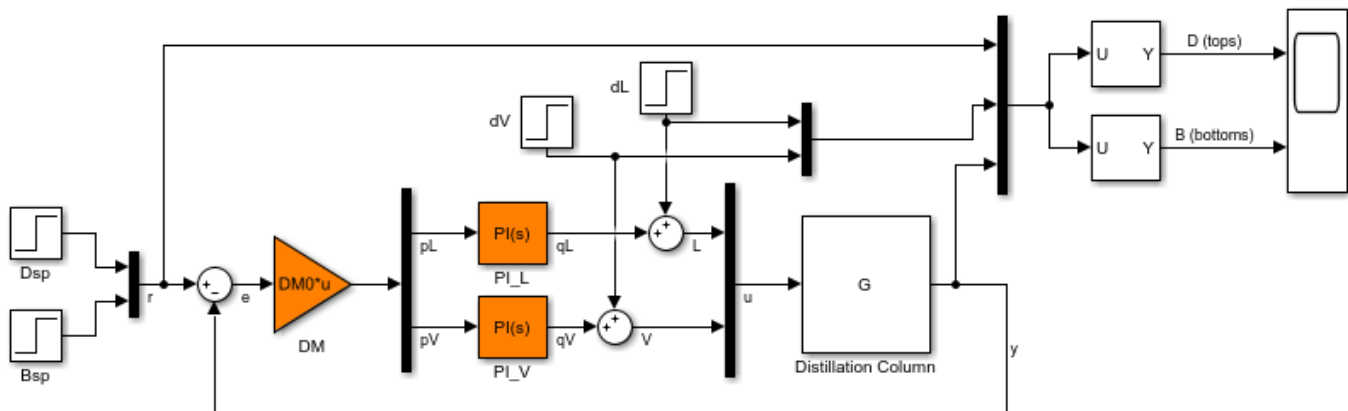 D (tops)
U Y
dL
dV
B (bottoms)
U Y
Dsp
r
+
−
e
DM0*u
DM
pL
PI(s)
qL
PI_L
+
+
L
pV
PI(s)
qV
PI_V
+
+
V
u
G
Distillation Column
y
Bsp